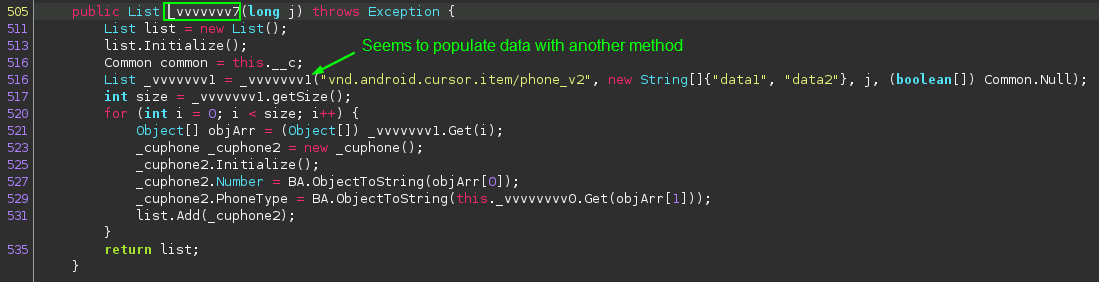 505 public List _vvvvvvv7(long j) throws Exception {
511 List list = new List();
513 list.Initialize();
Seems to populate data with another method
516 Common common = this.__c;
516 List _vvvvvvv1 = _vvvvvvv1("vnd.android.cursor.item/phone_v2", new String[]{"data1", "data2"}, j, (boolean[]) Common.Null);
517 int size = _vvvvvvv1.getSize();
520 for (int i = 0; i < size; i++) {
521 Object[] objArr = (Object[]) _vvvvvvv1.Get(i);
523 _cuphone _cuphone2 = new _cuphone();
525 _cuphone2.Initialize();
527 _cuphone2.Number = BA.ObjectToString(objArr[0]);
529 _cuphone2.PhoneType = BA.ObjectToString(this._vvvvvvvv0.Get(objArr[1]));
531 list.Add(_cuphone2);
}
535 return list;
}